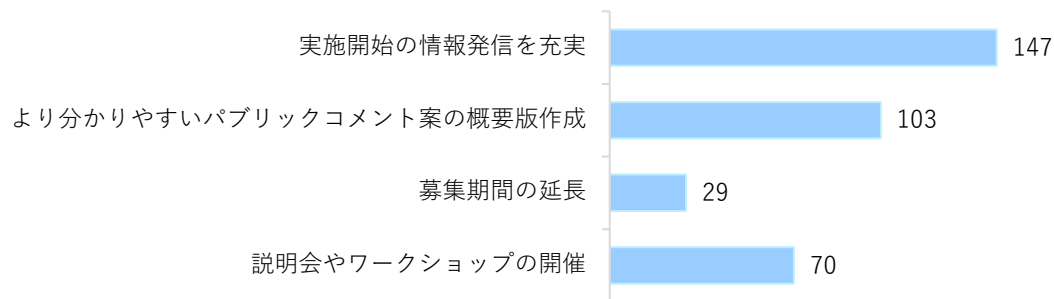 実施開始の情報発信を充実 147
より分かりやすいパブリックコメント案の概要版作成 103
募集期間の延長 29
説明会やワークショップの開催 70